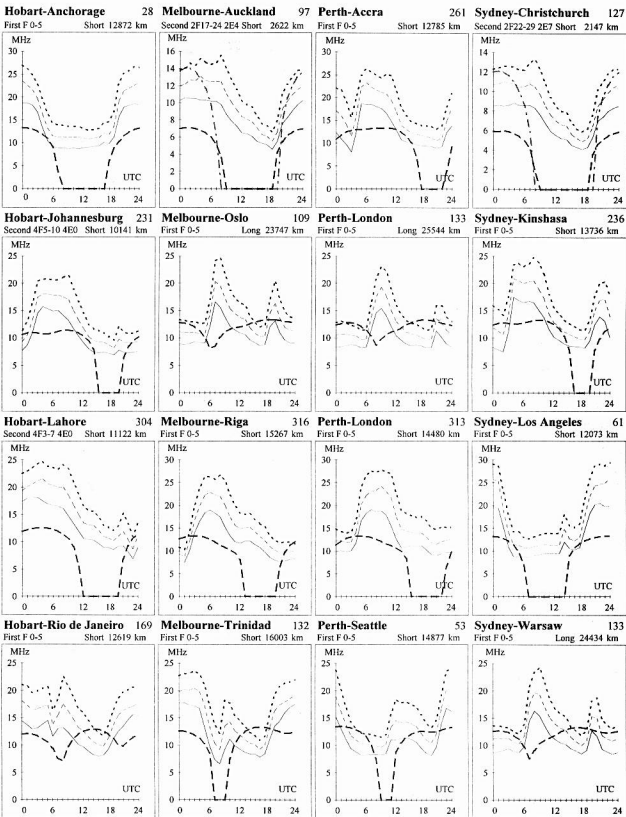 Hobart-Anchorage 28
First F 0-5 Short 12872 km
MHz
30
25
20
15
10
5
0
UTC
0 6 12 18 24
Melbourne-Auckland 97
Second 2F17-24 2E4 Short 2622 km
MHz
16
14
12
10
8
6
4
2
0
UTC
0 6 12 18 24
Perth-Accra 261
First F 0-5 Short 12785 km
MHz
30
25
20
15
10
5
0
UTC
0 6 12 18 24
Sydney-Christchurch 127
Second 2F22-29 2E7 Short 2147 km
MHz
14
12
10
8
6
4
2
0
UTC
0 6 12 18 24
Hobart-Johannesburg 231
Second 4F5-10 4E0 Short 10141 km
MHz
25
20
15
10
5
0
UTC
0 6 12 18 24
Melbourne-Oslo 109
First F 0-5 Long 23747 km
MHz
25
20
15
10
5
0
UTC
0 6 12 18 24
Perth-London 133
First F 0-5 Long 25544 km
MHz
25
20
15
10
5
0
UTC
0 6 12 18 24
Sydney-Kinshasa 236
First F 0-5 Short 13736 km
MHz
25
20
15
10
5
0
UTC
0 6 12 18 24
Hobart-Lahore 304
Second 4F3-7 4E0 Short 11122 km
MHz
25
20
15
10
5
0
UTC
0 6 12 18 24
Melbourne-Riga 316
First F 0-5 Short 15267 km
MHz
30
25
20
15
10
5
0
UTC
0 6 12 18 24
Perth-London 313
First F 0-5 Short 14480 km
MHz
30
25
20
15
10
5
0
UTC
0 6 12 18 24
Sydney-Los Angeles 61
First F 0-5 Short 12073 km
MHz
30
25
20
15
10
5
0
UTC
0 6 12 18 24
Hobart-Rio de Janeiro 169
First F 0-5 Short 12619 km
MHz
25
20
15
10
5
0
UTC
0 6 12 18 24
Melbourne-Trinidad 132
First F 0-5 Short 16003 km
MHz
25
20
15
10
5
0
UTC
0 6 12 18 24
Perth-Seattle 53
First F 0-5 Short 14877 km
MHz
25
20
15
10
5
0
UTC
0 6 12 18 24
Sydney-Warsaw 133
First F 0-5 Long 24434 km
MHz
25
20
15
10
5
0
UTC
0 6 12 18 24